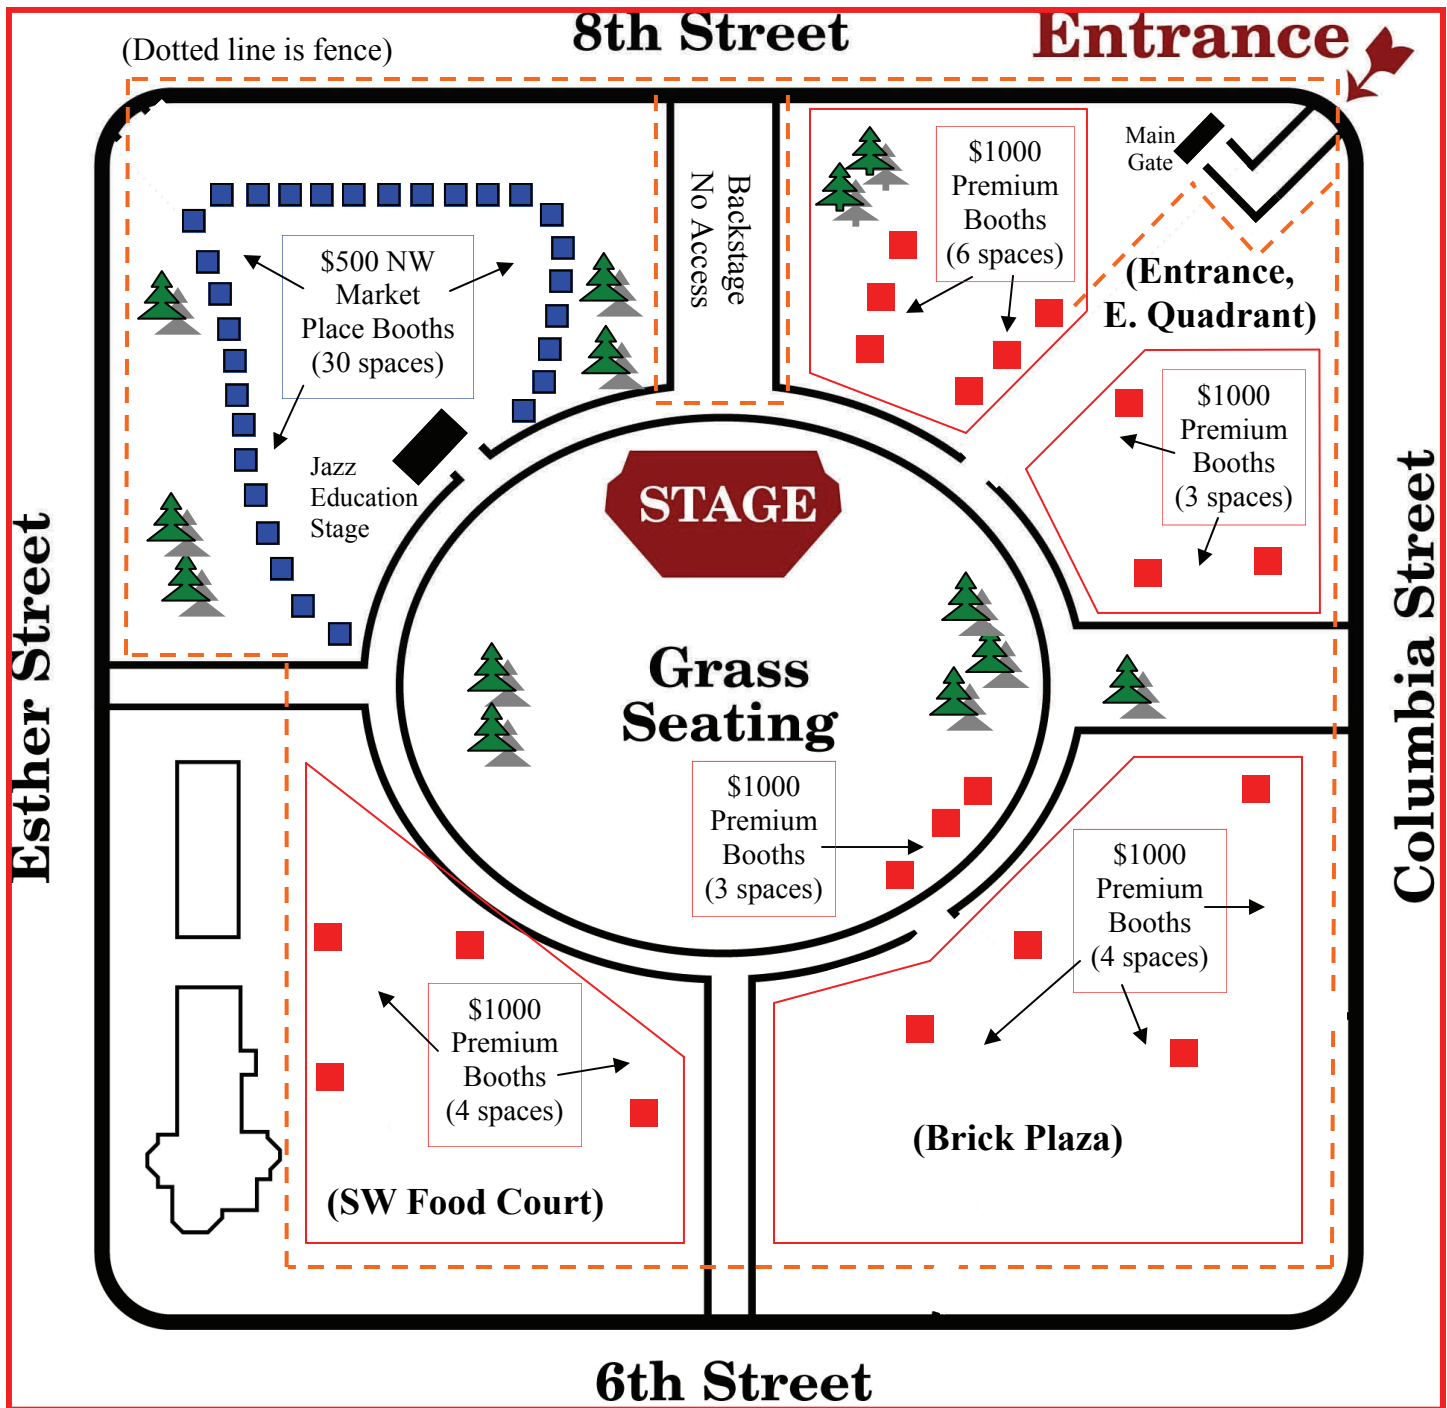 (Dotted line is fence)
8th Street
Entrance
Main
Gate
$1000
Premium
Booths
(6 spaces)
Backstage
No Access
$500 NW
Market
Place Booths
(30 spaces)
(Entrance,
E. Quadrant)
$1000
Premium
Booths
(3 spaces)
Jazz
Education
Stage
STAGE
Esther Street
Columbia Street
Grass
Seating
$1000
Premium
Booths
(3 spaces)
$1000
Premium
Booths
(4 spaces)
$1000
Premium
Booths
(4 spaces)
(Brick Plaza)
(SW Food Court)
6th Street